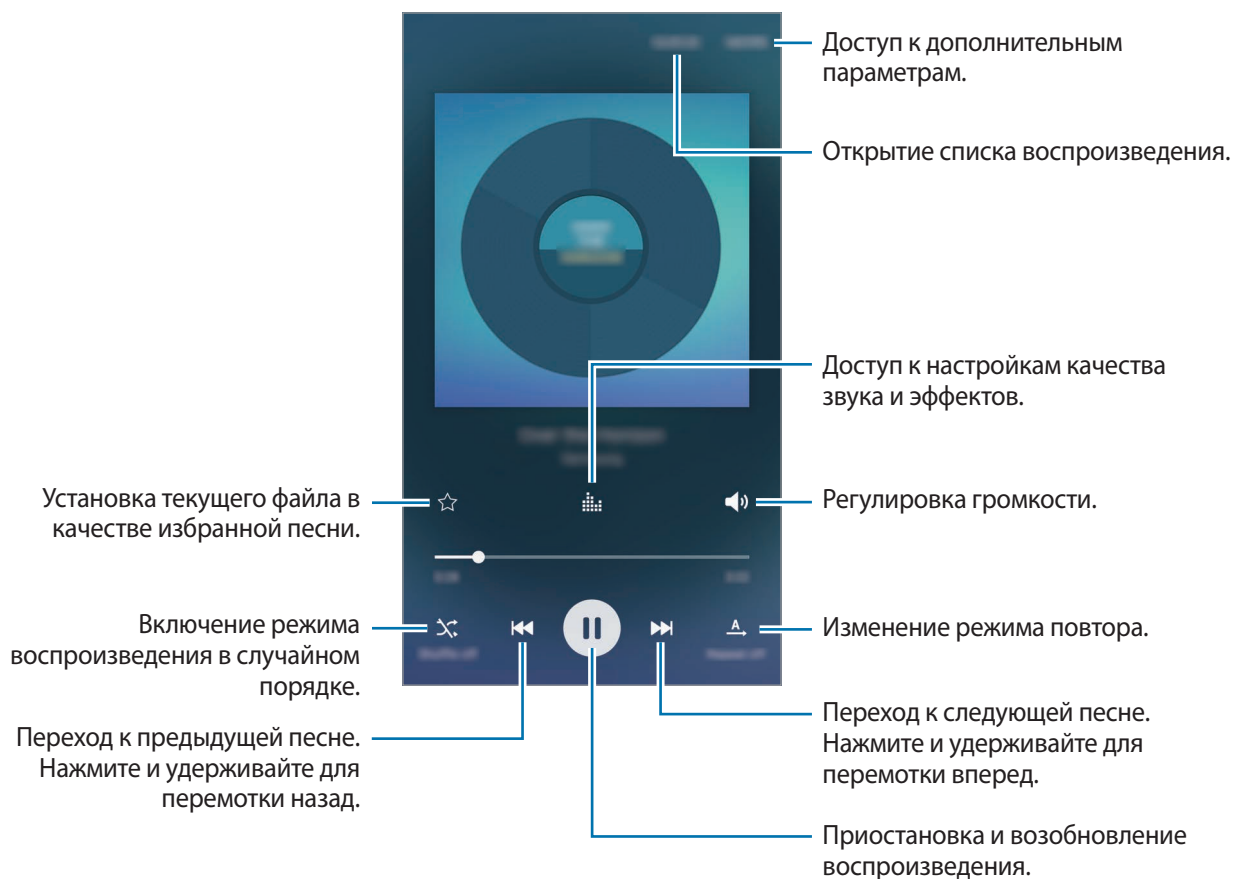 Доступ к дополнительным
параметрам.
Открытие списка воспроизведения.
Доступ к настройкам качества
звука и эффектов.
Установка текущего файла в
качестве избранной песни.
Регулировка громкости.
Включение режима
воспроизведения в случайном
порядке.
A
Изменение режима повтора.
Переход к предыдущей песне.
Нажмите и удерживайте для
перемотки назад.
Переход к следующей песне.
Нажмите и удерживайте для
перемотки вперед.
Приостановка и возобновление
воспроизведения.